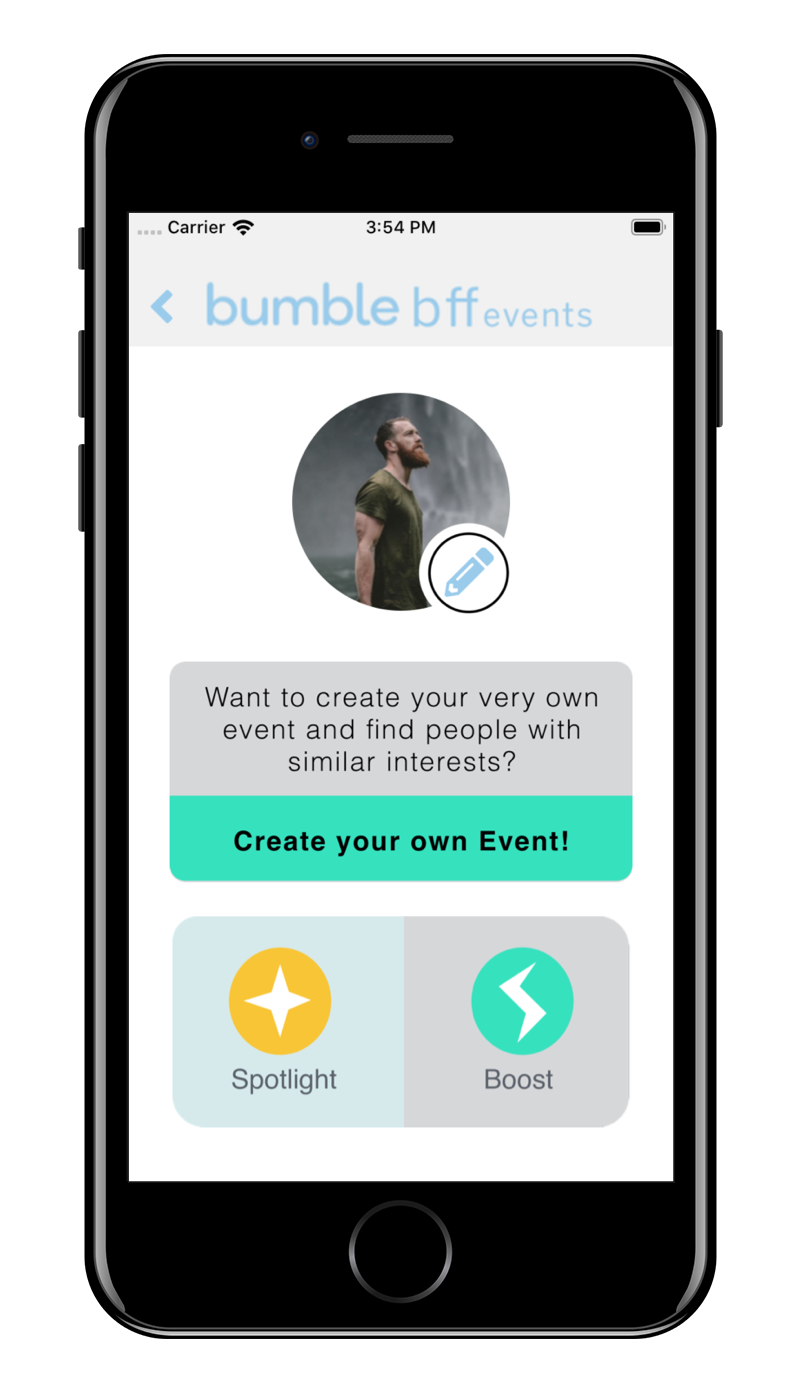 Carrier 3:54 PM
bumble bff events
Want to create your very own
event and find people with
similar interests?
Create your own Event!
Spotlight Boost